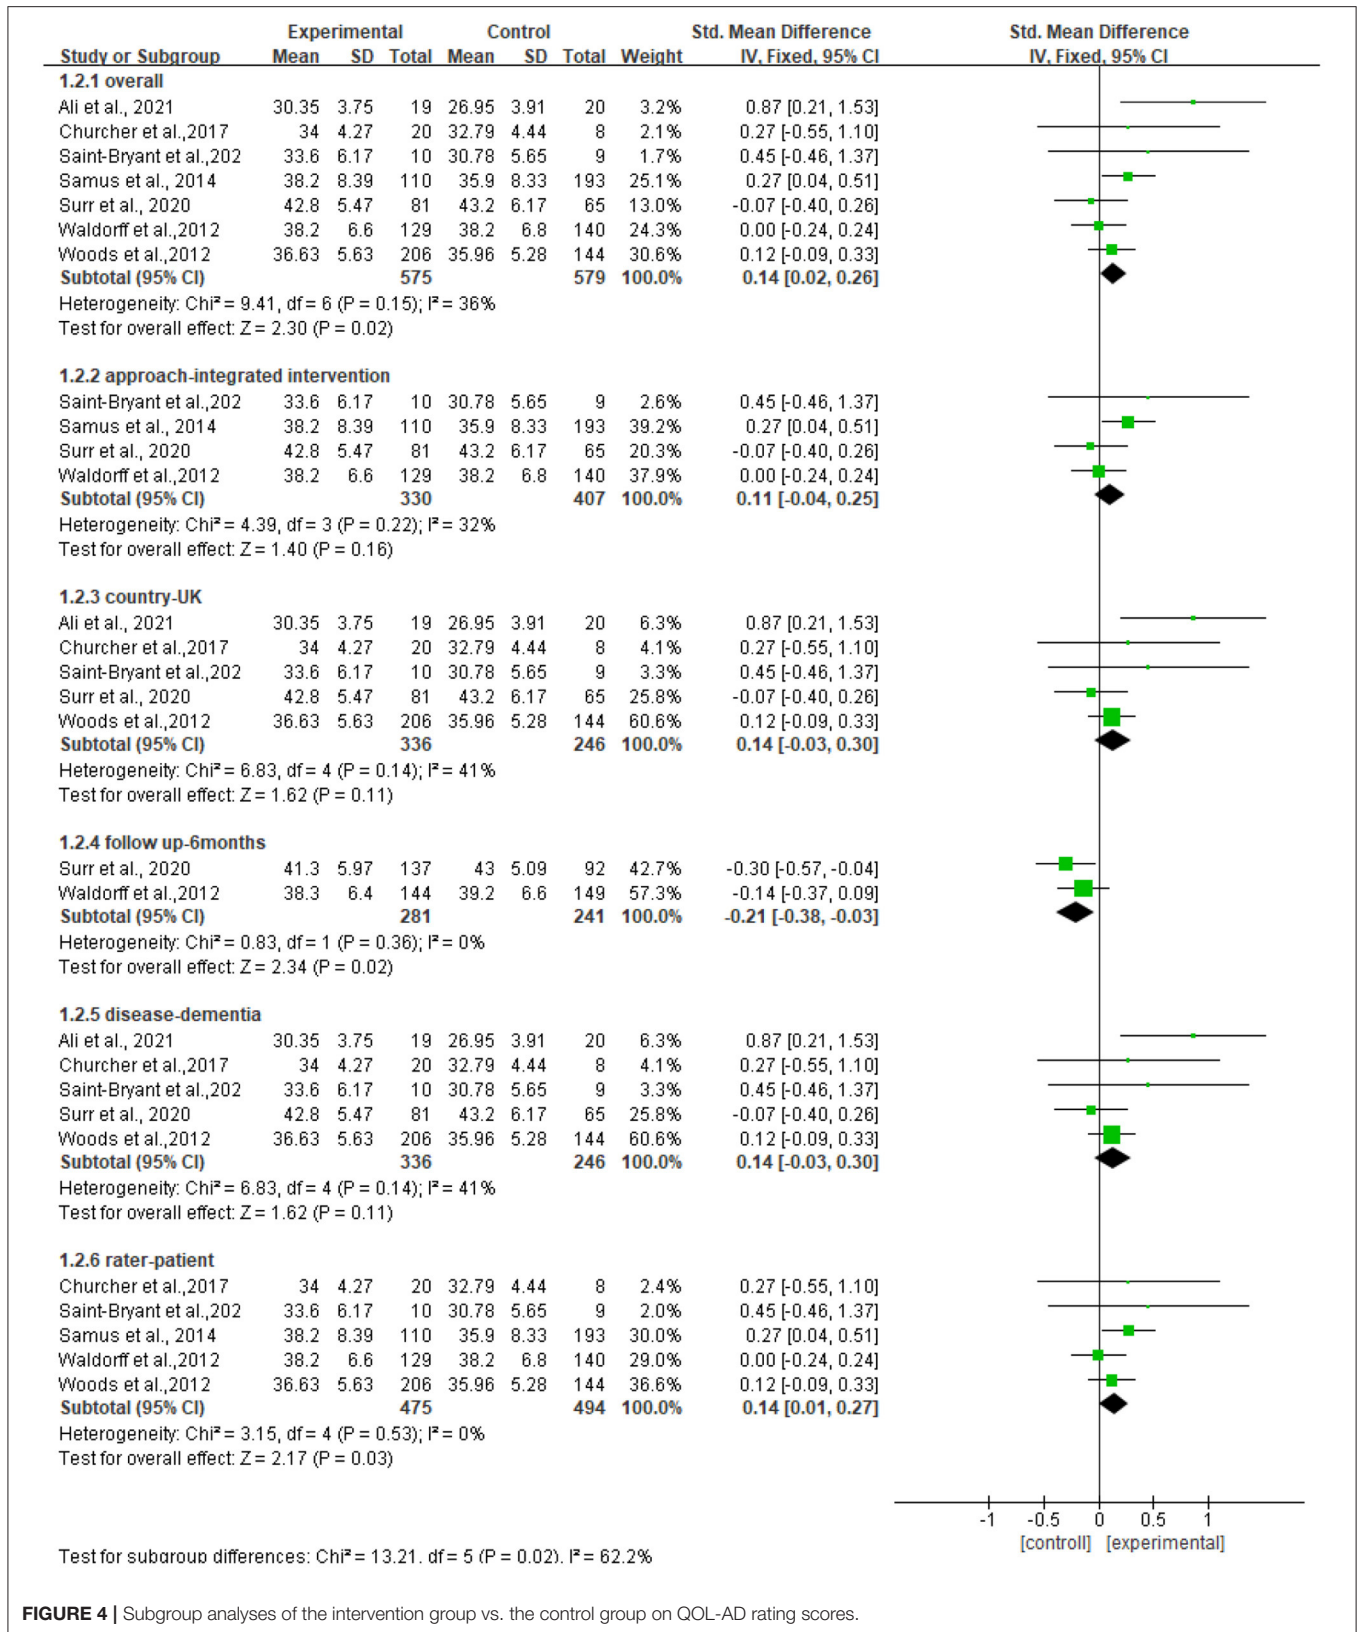 Experimental Control Std. Mean Difference Std. Mean Difference
Study or Subgroup Mean SD Total Mean SD Total Weight IV, Fixed, 95% CI IV, Fixed, 95% CI
1.2.1 overall
Ali et al., 2021 30.35 3.75 19 26.95 3.91 20 3.2% 0.87 [0.21, 1.53]
Churcher et al.,2017 34 4.27 20 32.79 4.44 8 2.1% 0.27 [-0.55, 1.10]
Saint-Bryant et al.,202 33.6 6.17 10 30.78 5.65 9 1.7% 0.45 [-0.46, 1.37]
Samus et al., 2014 38.2 8.39 110 35.9 8.33 193 25.1% 0.27 [0.04, 0.51]
Surr et al., 2020 42.8 5.47 81 43.2 6.17 65 13.0% -0.07 [-0.40, 0.26]
Waldorff et al.,2012 38.2 6.6 129 38.2 6.8 140 24.3% 0.00 [-0.24, 0.24]
Woods et al.,2012 36.63 5.63 206 35.96 5.28 144 30.6% 0.12 [-0.09, 0.33]
Subtotal (95% CI) 575 579 100.0% 0.14 [0.02, 0.26]
Heterogeneity: Chi² = 9.41, df = 6 (P = 0.15); I² = 36%
Test for overall effect: Z = 2.30 (P = 0.02)
1.2.2 approach-integrated intervention
Saint-Bryant et al.,202 33.6 6.17 10 30.78 5.65 9 2.6% 0.45 [-0.46, 1.37]
Samus et al., 2014 38.2 8.39 110 35.9 8.33 193 39.2% 0.27 [0.04, 0.51]
Surr et al., 2020 42.8 5.47 81 43.2 6.17 65 20.3% -0.07 [-0.40, 0.26]
Waldorff et al.,2012 38.2 6.6 129 38.2 6.8 140 37.9% 0.00 [-0.24, 0.24]
Subtotal (95% CI) 330 407 100.0% 0.11 [-0.04, 0.25]
Heterogeneity: Chi² = 4.39, df = 3 (P = 0.22); I² = 32%
Test for overall effect: Z = 1.40 (P = 0.16)
1.2.3 country-UK
Ali et al., 2021 30.35 3.75 19 26.95 3.91 20 6.3% 0.87 [0.21, 1.53]
Churcher et al.,2017 34 4.27 20 32.79 4.44 8 4.1% 0.27 [-0.55, 1.10]
Saint-Bryant et al.,202 33.6 6.17 10 30.78 5.65 9 3.3% 0.45 [-0.46, 1.37]
Surr et al., 2020 42.8 5.47 81 43.2 6.17 65 25.8% -0.07 [-0.40, 0.26]
Woods et al.,2012 36.63 5.63 206 35.96 5.28 144 60.6% 0.12 [-0.09, 0.33]
Subtotal (95% CI) 336 246 100.0% 0.14 [-0.03, 0.30]
Heterogeneity: Chi² = 6.83, df = 4 (P = 0.14); I² = 41%
Test for overall effect: Z = 1.62 (P = 0.11)
1.2.4 follow up-6months
Surr et al., 2020 41.3 5.97 137 43 5.09 92 42.7% -0.30 [-0.57, -0.04]
Waldorff et al.,2012 38.3 6.4 144 39.2 6.6 149 57.3% -0.14 [-0.37, 0.09]
Subtotal (95% CI) 281 241 100.0% -0.21 [-0.38, -0.03]
Heterogeneity: Chi² = 0.83, df = 1 (P = 0.36); I² = 0%
Test for overall effect: Z = 2.34 (P = 0.02)
1.2.5 disease-dementia
Ali et al., 2021 30.35 3.75 19 26.95 3.91 20 6.3% 0.87 [0.21, 1.53]
Churcher et al.,2017 34 4.27 20 32.79 4.44 8 4.1% 0.27 [-0.55, 1.10]
Saint-Bryant et al.,202 33.6 6.17 10 30.78 5.65 9 3.3% 0.45 [-0.46, 1.37]
Surr et al., 2020 42.8 5.47 81 43.2 6.17 65 25.8% -0.07 [-0.40, 0.26]
Woods et al.,2012 36.63 5.63 206 35.96 5.28 144 60.6% 0.12 [-0.09, 0.33]
Subtotal (95% CI) 336 246 100.0% 0.14 [-0.03, 0.30]
Heterogeneity: Chi² = 6.83, df = 4 (P = 0.14); I² = 41%
Test for overall effect: Z = 1.62 (P = 0.11)
1.2.6 rater-patient
Churcher et al.,2017 34 4.27 20 32.79 4.44 8 2.4% 0.27 [-0.55, 1.10]
Saint-Bryant et al.,202 33.6 6.17 10 30.78 5.65 9 2.0% 0.45 [-0.46, 1.37]
Samus et al., 2014 38.2 8.39 110 35.9 8.33 193 30.0% 0.27 [0.04, 0.51]
Waldorff et al.,2012 38.2 6.6 129 38.2 6.8 140 29.0% 0.00 [-0.24, 0.24]
Woods et al.,2012 36.63 5.63 206 35.96 5.28 144 36.6% 0.12 [-0.09, 0.33]
Subtotal (95% CI) 475 494 100.0% 0.14 [0.01, 0.27]
Heterogeneity: Chi² = 3.15, df = 4 (P = 0.53); I² = 0%
Test for overall effect: Z = 2.17 (P = 0.03)
-1 -0.5 0 0.5 1
[controll] [experimental]
Test for subgroup differences: Chi² = 13.21, df = 5 (P = 0.02), I² = 62.2%
FIGURE 4 | Subgroup analyses of the intervention group vs. the control group on QOL-AD rating scores.